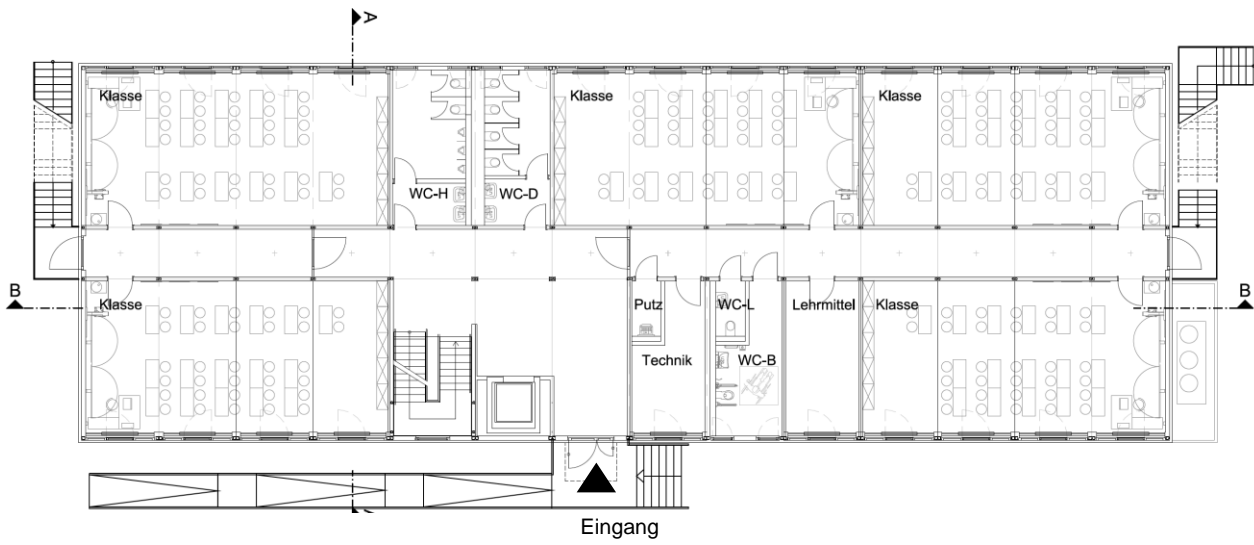 A
Klasse
Klasse
Klasse
WC-H
WC-D
B
B
Klasse
Putz
WC-L
Lehrmittel
Klasse
Technik
WC-B
Eingang